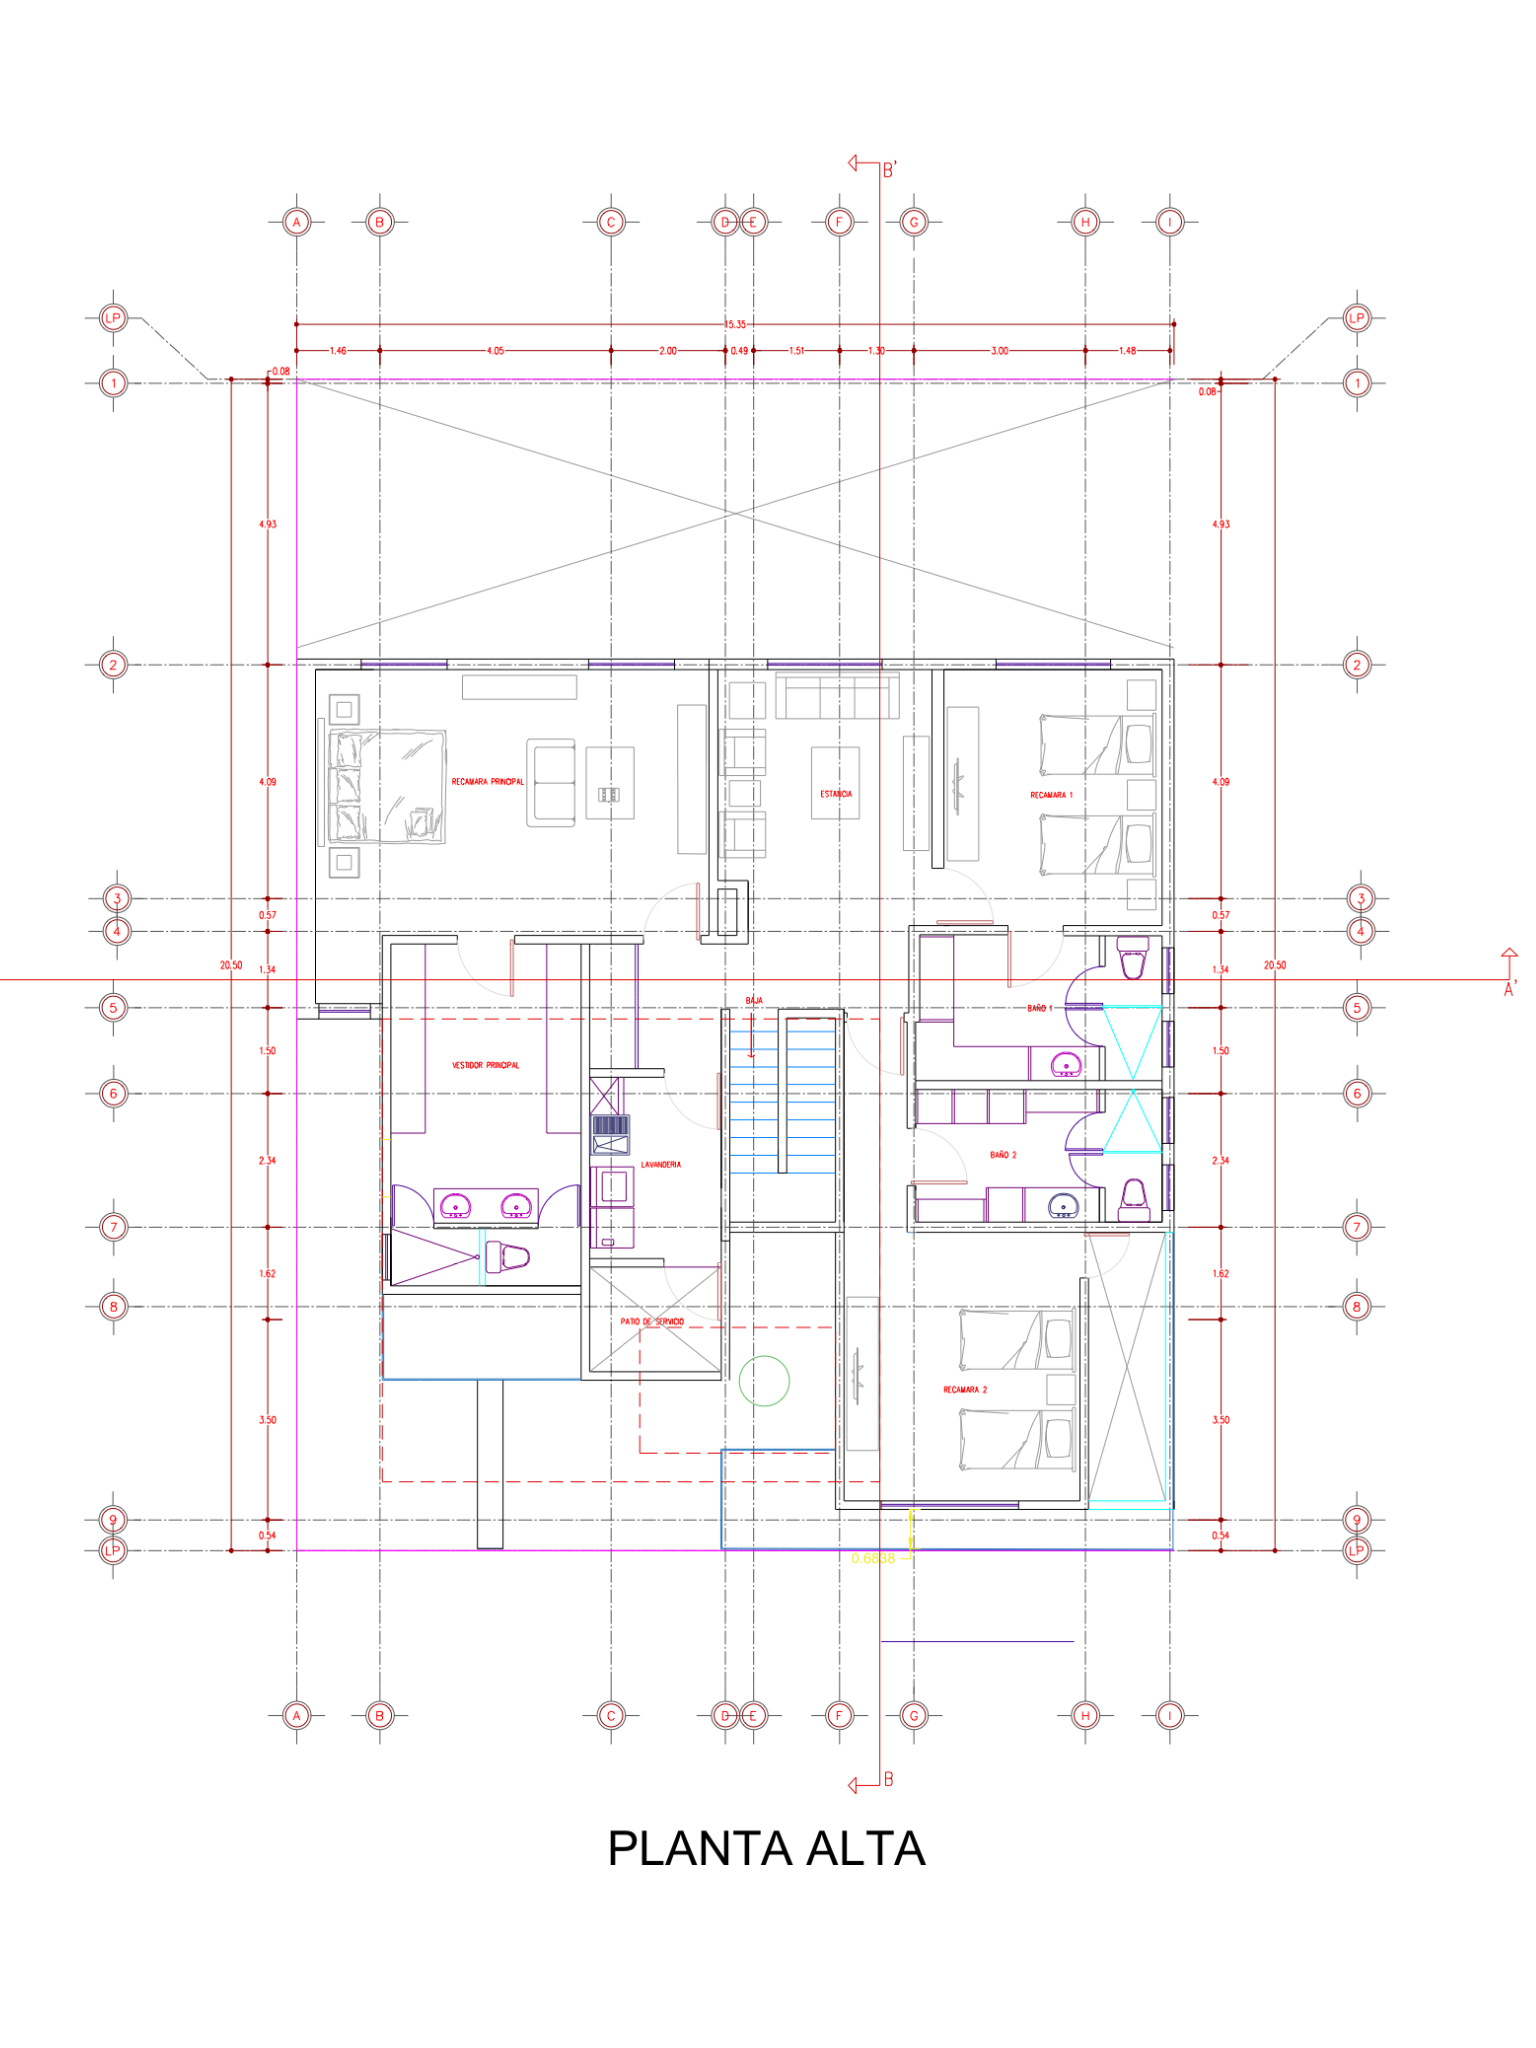 B'
A B C D E F G H I
LP LP
15.35
1.46 4.05 2.00 0.49 1.51 1.30 3.00 1.48
0.08
1 1
0.08
4.93 4.93
2 2
4.09 RECAMARA PRINCIPAL ESTANCIA RECAMARA 1 4.09
3 3
0.57 0.57
4 4
20.50 1.34 1.34 20.50
A'
BAJA
5 BAÑO 1 5
1.50 VESTIDOR PRINCIPAL 1.50
6 6
BAÑO 2
2.34 LAVANDERIA 2.34
7 7
1.62 1.62
8 8
PATIO DE SERVICIO
RECAMARA 2
3.50 3.50
9 9
0.54 0.54
LP LP
0.6838
A B C D E F G H I
B
PLANTA ALTA